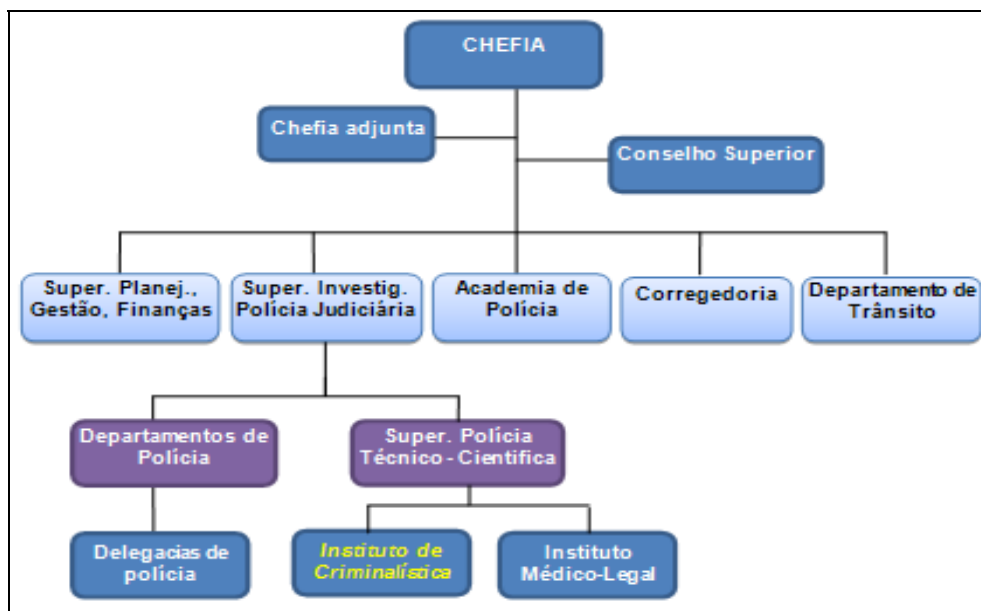 CHEFIA
Chefia adjunta
Conselho Superior
Super. Planej.,
Gestão, Finanças
Super. Investig.
Polícia Judiciária
Academia de
Polícia
Corregedoria
Departamento de
Trânsito
Departamentos de
Polícia
Super. Polícia
Técnico - Cientifica
Delegacias de
polícia
Instituto de
Criminalística
Instituto
Médico-Legal